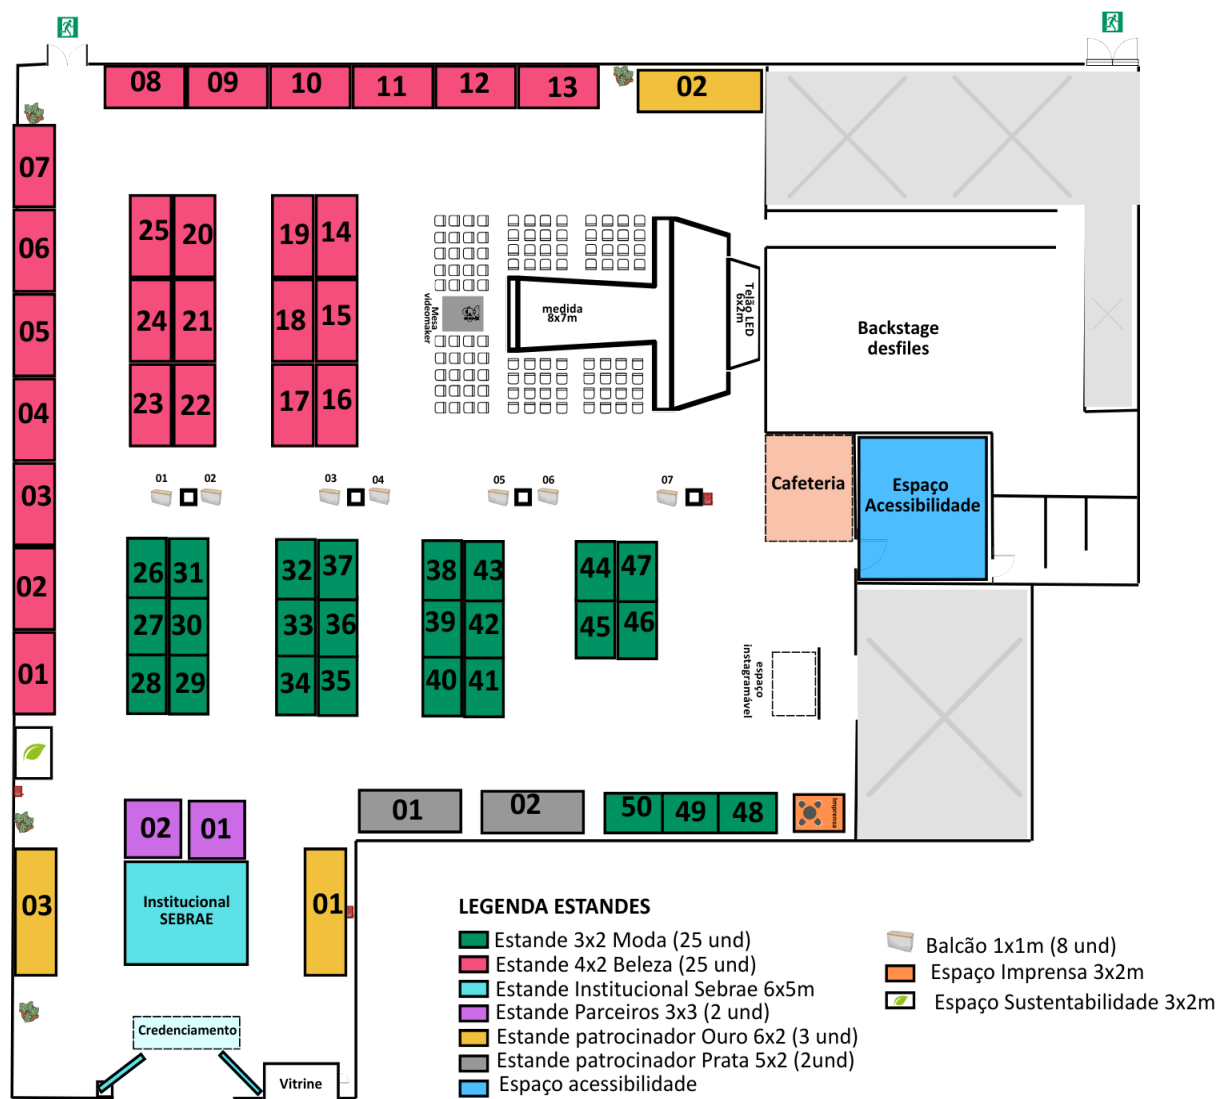 08 09 10 11 12 13 02
07
25 20 19 14
06
24 21 18 15
05
Mesa
videomaker
medida
8x7m
Telão LED
6x2m
Backstage
desfiles
23 22 17 16
04
01 02 03 04 05 06 07
03
Cafeteria
Espaço
Acessibilidade
26 31 32 37 38 43 44 47
02
27 30 33 36 39 42 45 46
28 29 34 35 40 41
01
espaço
instagramável
02 01
01 02 50 49 48
Imprensa
03
Institucional
SEBRAE
01
Credenciamento
Vitrine
LEGENDA ESTANDES
Estande 3x2 Moda (25 und)
Estande 4x2 Beleza (25 und)
Estande Institucional Sebrae 6x5m
Estande Parceiros 3x3 (2 und)
Estande patrocinador Ouro 6x2 (3 und)
Estande patrocinador Prata 5x2 (2und)
Espaço acessibilidade
Balcão 1x1m (8 und)
Espaço Imprensa 3x2m
Espaço Sustentabilidade 3x2m